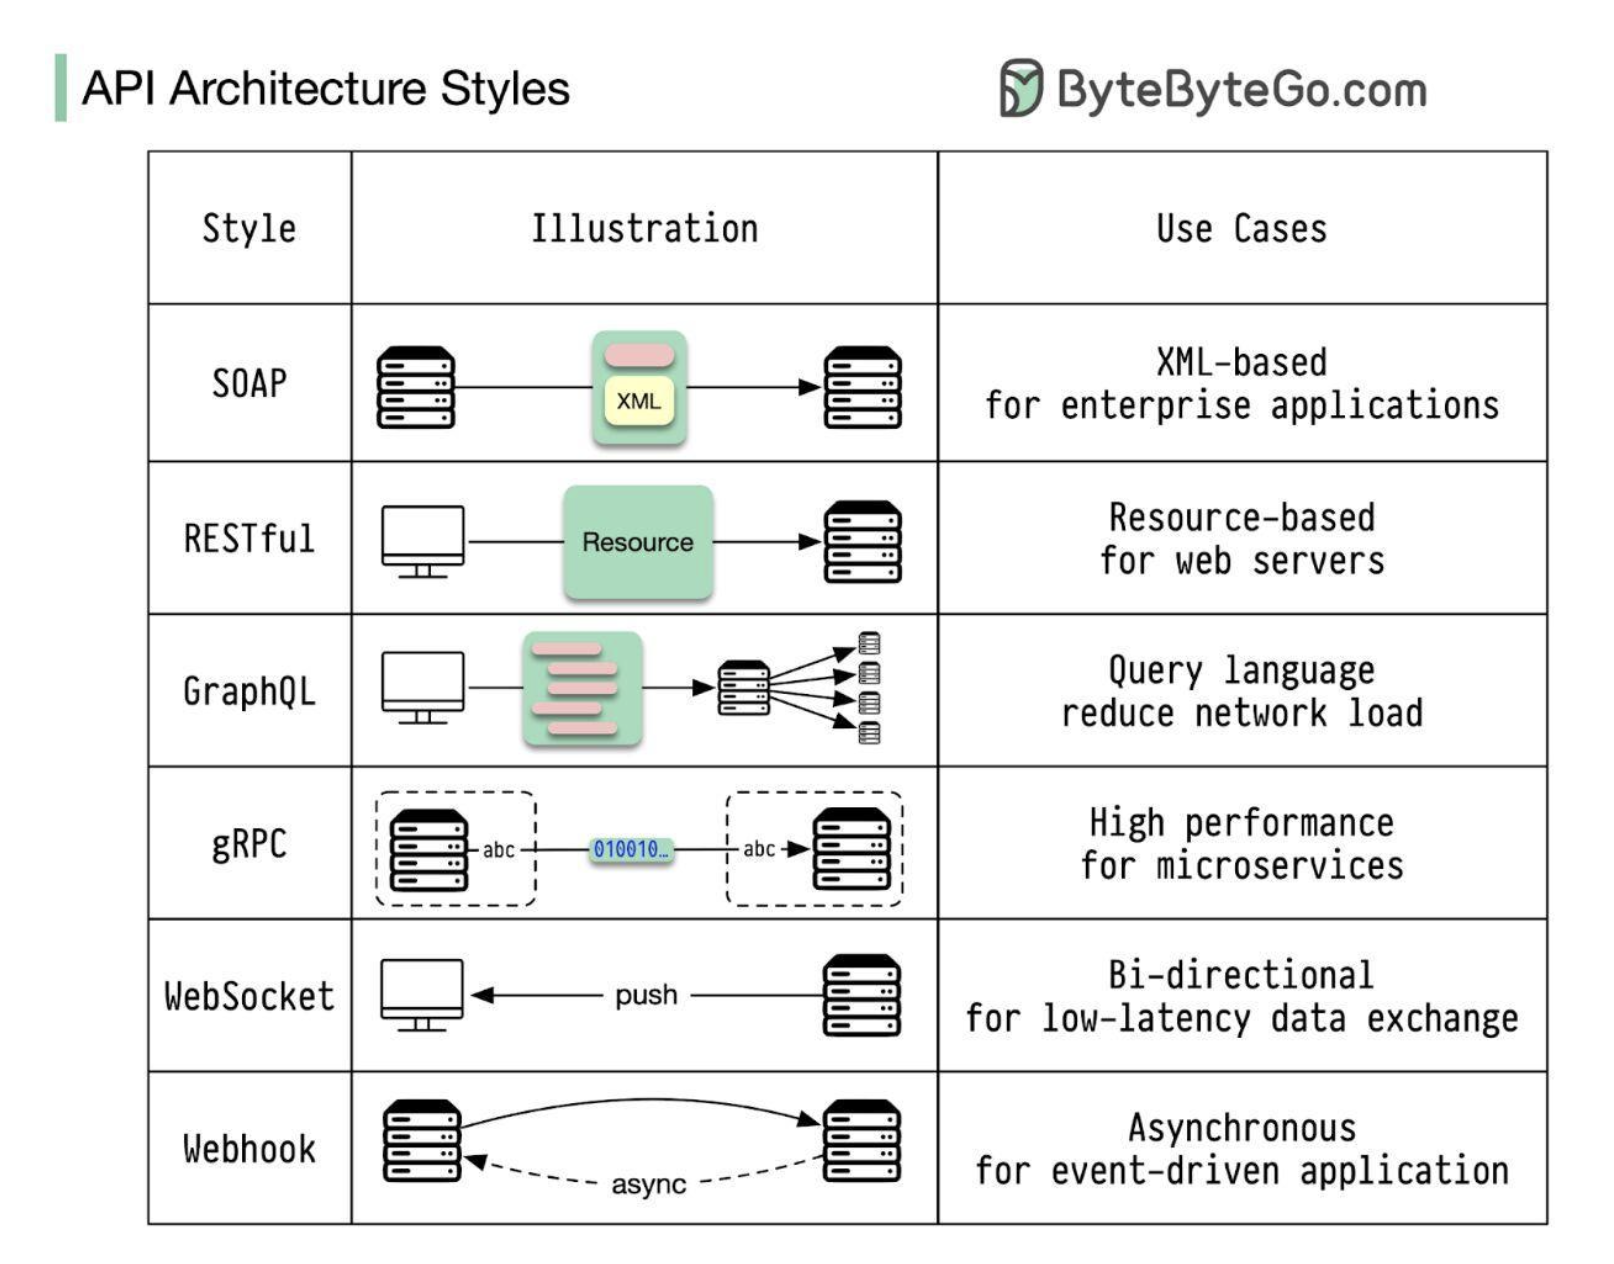 API Architecture Styles
ByteByteGo.com
Style
Illustration
Use Cases
SOAP
XML
XML-based
for enterprise applications
RESTful
Resource
Resource-based
for web servers
GraphQL
Query language
reduce network load
gRPC
abc
010010…
abc
High performance
for microservices
WebSocket
push
Bi-directional
for low-latency data exchange
Webhook
async
Asynchronous
for event-driven application